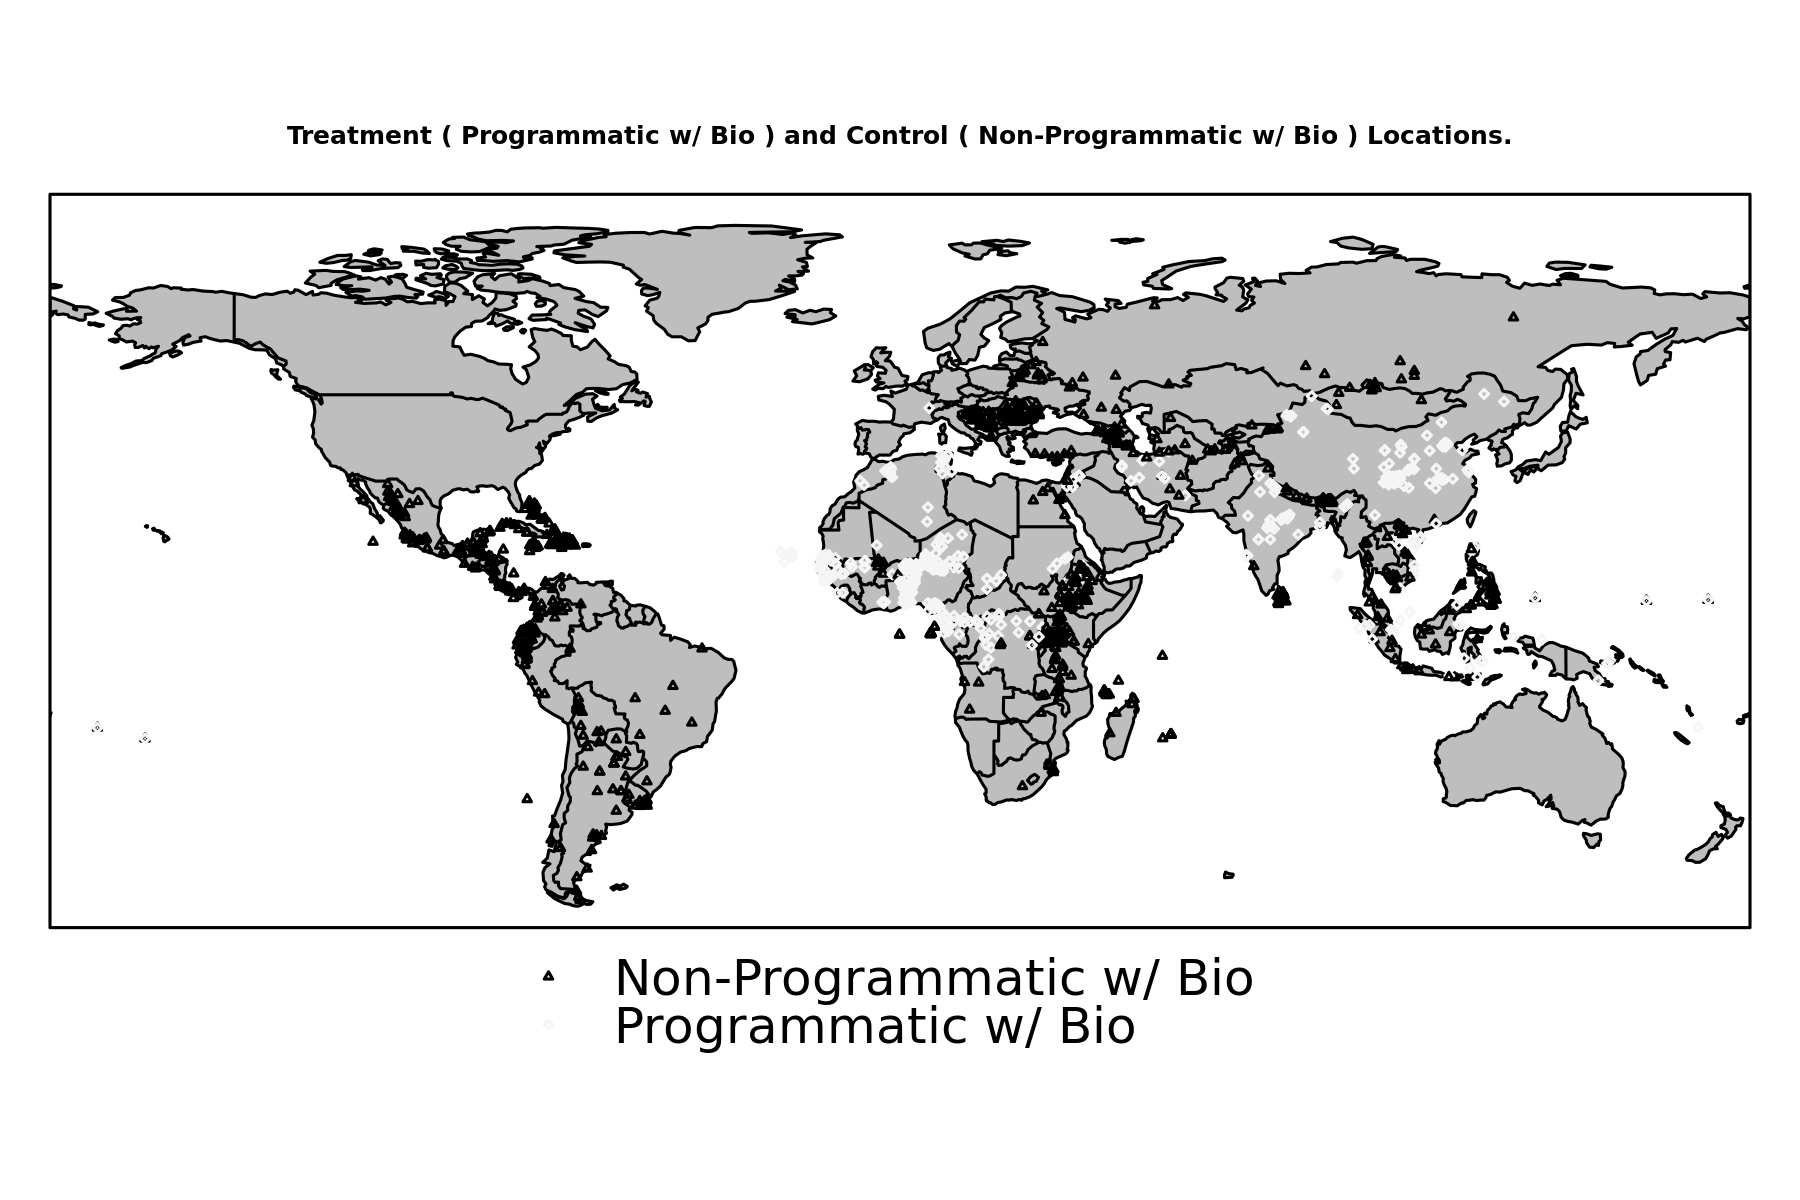 Treatment ( Programmatic w/ Bio ) and Control ( Non-Programmatic w/ Bio ) Locations.
Non-Programmatic w/ Bio
Programmatic w/ Bio